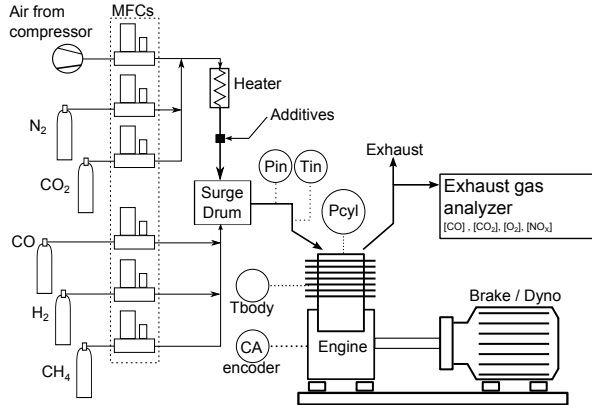 Air from
compressor
MFCs
Heater
N2
Additives
CO2
Surge
Drum
Pin
Tin
Exhaust
Pcyl
Exhaust gas
analyzer
[CO] , [CO2], [O2], [NOX]
CO
H2
Tbody
Brake / Dyno
CA
encoder
Engine
CH4